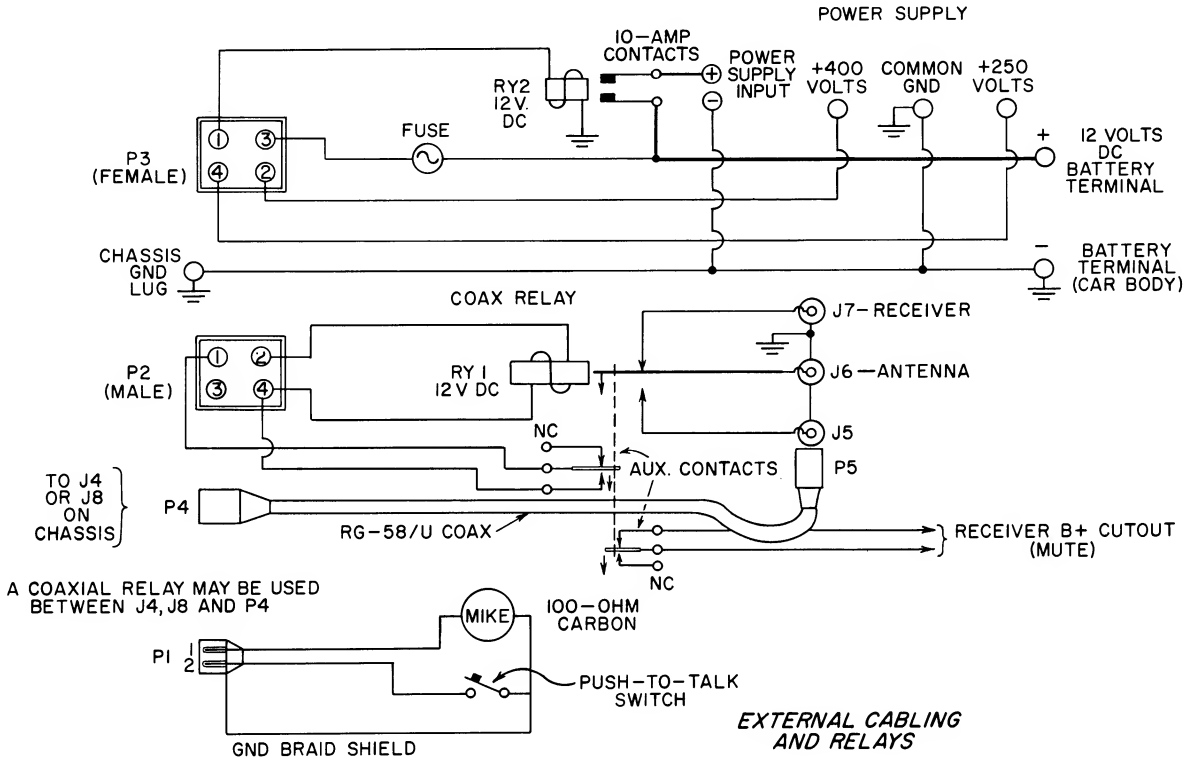 POWER SUPPLY
10-AMP
CONTACTS
RY2
12 V.
DC
+
-
POWER
SUPPLY
INPUT
+400
VOLTS
COMMON
GND
+250
VOLTS
P3
(FEMALE)
1
3
4
2
FUSE
+
12 VOLTS
DC
BATTERY
TERMINAL
CHASSIS
GND
LUG
-
BATTERY
TERMINAL
(CAR BODY)
COAX RELAY
P2
(MALE)
1
2
3
4
RY 1
12 V DC
J7-RECEIVER
J6-ANTENNA
J5
NC
AUX. CONTACTS
P5
TO J4
OR J8
ON
CHASSIS
P4
RG-58/U COAX
NC
RECEIVER B+ CUTOUT
(MUTE)
A COAXIAL RELAY MAY BE USED
BETWEEN J4, J8 AND P4
MIKE
100-OHM
CARBON
P1
1
2
PUSH-TO-TALK
SWITCH
GND BRAID SHIELD
EXTERNAL CABLING
AND RELAYS